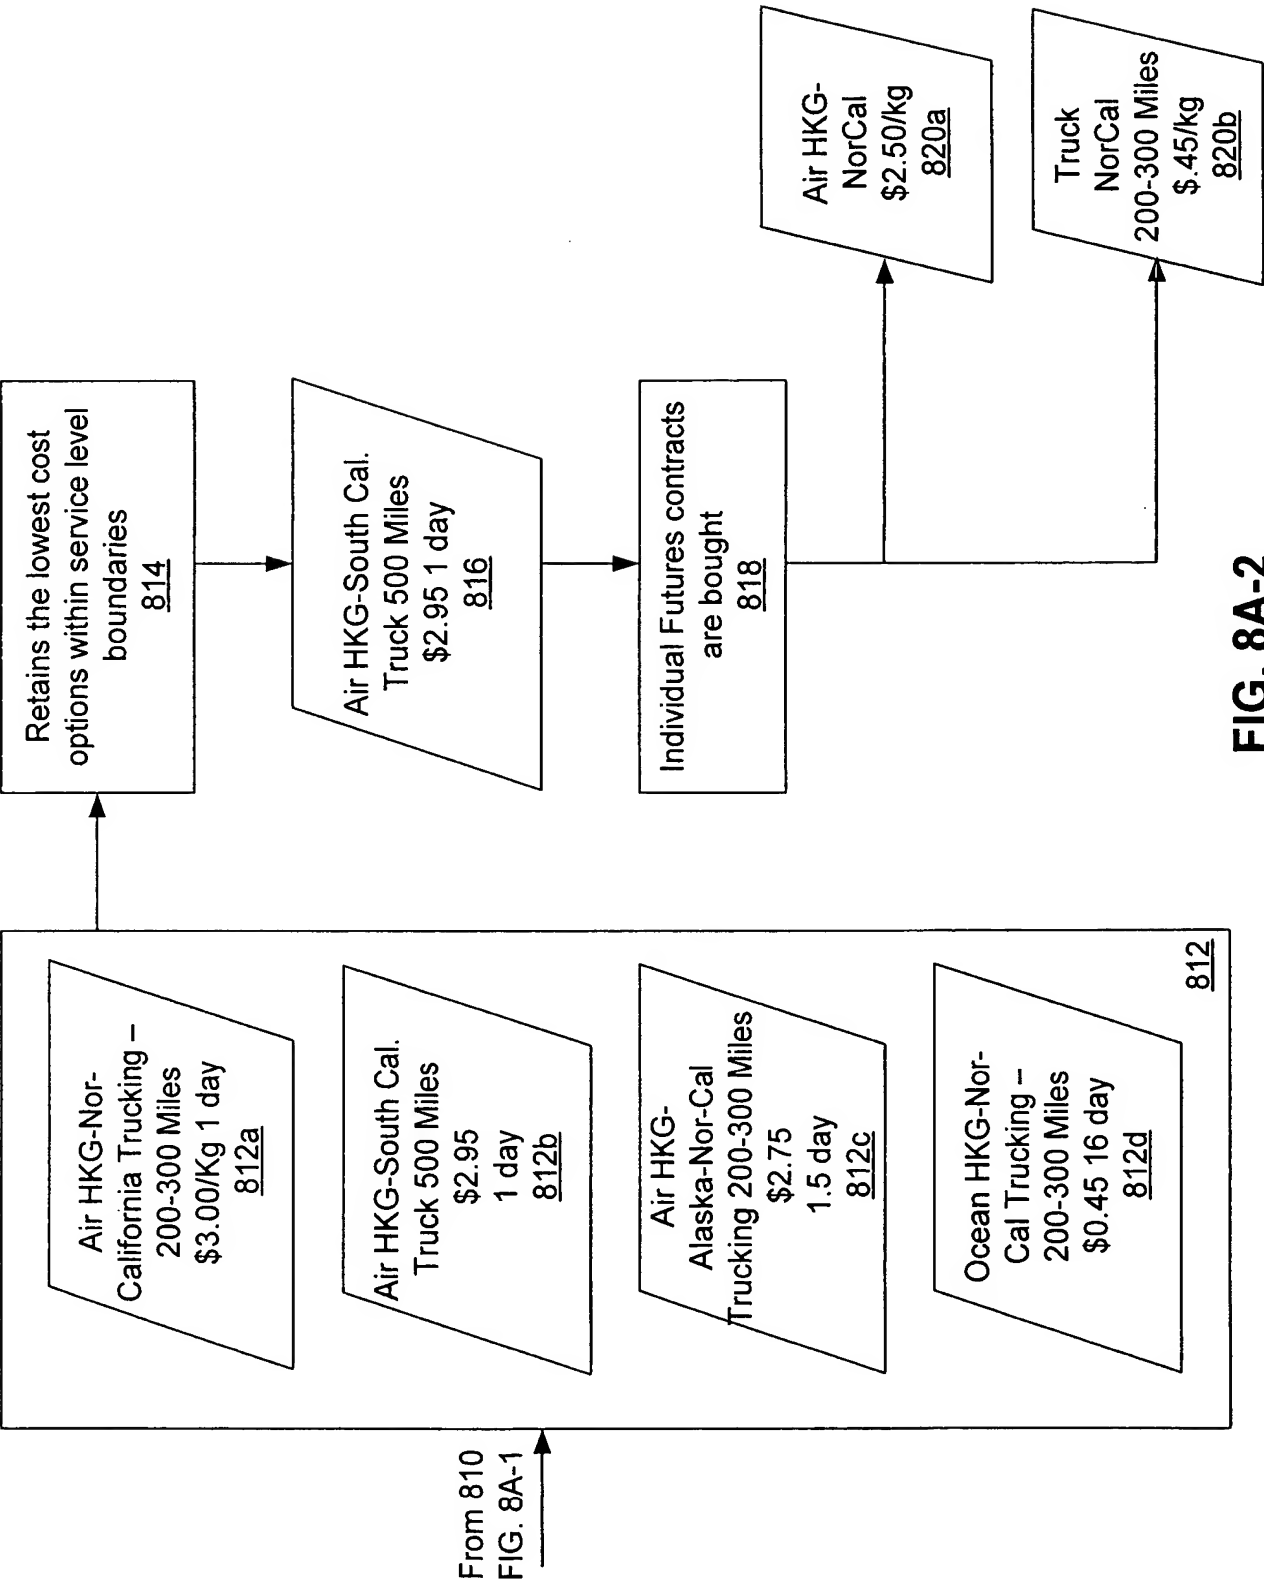 From 810
FIG. 8A-1
Air HKG-Nor-
California Trucking –
200-300 Miles
$3.00/Kg 1 day
812a
Air HKG-South Cal.
Truck 500 Miles
$2.95
1 day
812b
Air HKG-
Alaska-Nor-Cal
Trucking 200-300 Miles
$2.75
1.5 day
812c
Ocean HKG-Nor-
Cal Trucking –
200-300 Miles
$0.45 16 day
812d
812
Retains the lowest cost
options within service level
boundaries
814
Air HKG-South Cal.
Truck 500 Miles
$2.95 1 day
816
Individual Futures contracts
are bought
818
Air HKG-
NorCal
$2.50/kg
820a
Truck
NorCal
200-300 Miles
$.45/kg
820b
FIG. 8A-2